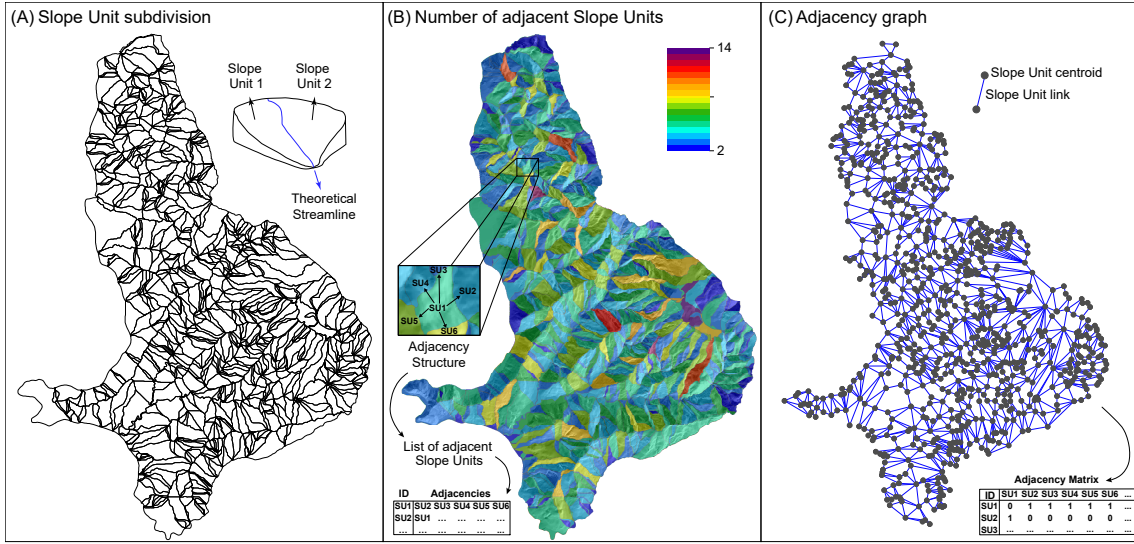 (A) Slope Unit subdivision
Slope
Unit 1
Slope
Unit 2
Theoretical
Streamline
(B) Number of adjacent Slope Units
14
2
SU3
SU4
SU2
SU1
SU5
SU6
Adjacency
Structure
List of adjacent
Slope Units
ID Adjacencies
SU1 SU2 SU3 SU4 SU5 SU6
SU2 SU1 ... ... ... ...
... ... ... ... ... ...
(C) Adjacency graph
Slope Unit centroid
Slope Unit link
Adjacency Matrix
ID SU1 SU2 SU3 SU4 SU5 SU6 ...
SU1 0 1 1 1 1 1 ...
SU2 1 0 0 0 0 0 ...
SU3 ... ... ... ... ... ... ...